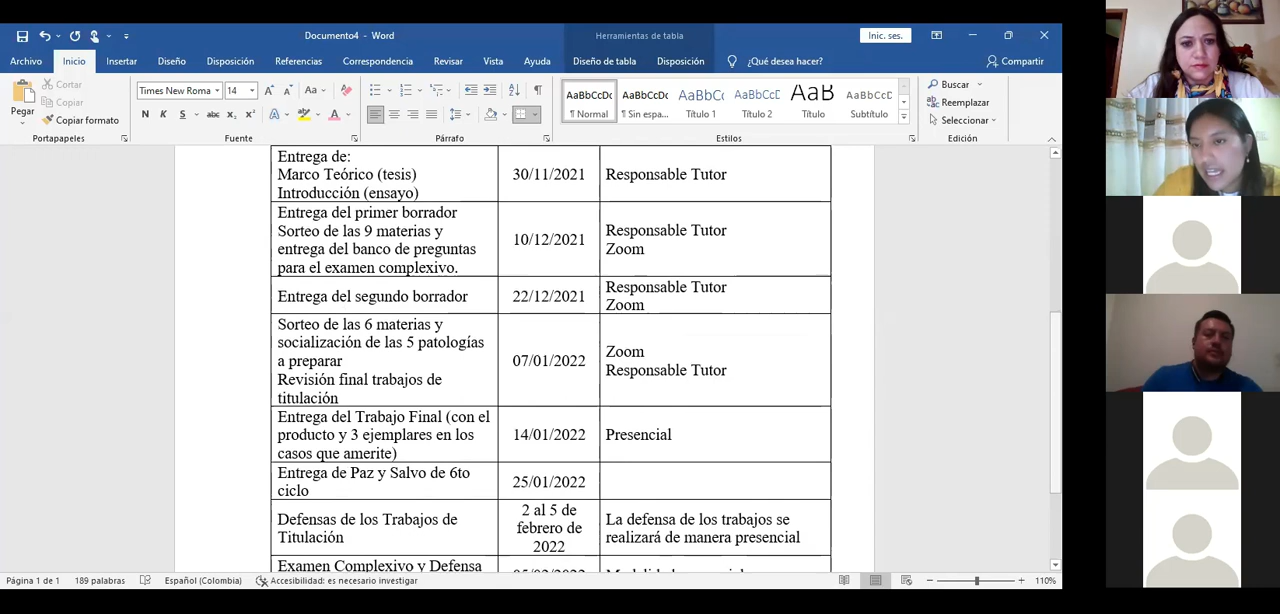 Documento4 - Word
Herramientas de tabla
Inic. ses.
Archivo Inicio Insertar Diseño Disposición Referencias Correspondencia Revisar Vista Ayuda Diseño de tabla Disposición ¿Qué desea hacer? Compartir
Pegar
Cortar
Copiar
Copiar formato
Portapapeles
Times New Roma 14
N K S abc x₂ x²
Fuente
Párrafo
AaBbCcDc AaBbCcDc AaBbCc AaBbCcD AaB AaBbCcD
¶ Normal ¶ Sin espa... Título 1 Título 2 Título Subtítulo
Estilos
Buscar
Reemplazar
Seleccionar
Edición
Entrega de:
Marco Teórico (tesis)
Introducción (ensayo)
30/11/2021
Responsable Tutor
Entrega del primer borrador
Sorteo de las 9 materias y
entrega del banco de preguntas
para el examen complexivo.
10/12/2021
Responsable Tutor
Zoom
Entrega del segundo borrador
22/12/2021
Responsable Tutor
Zoom
Sorteo de las 6 materias y
socialización de las 5 patologías
a preparar
Revisión final trabajos de
titulación
07/01/2022
Zoom
Responsable Tutor
Entrega del Trabajo Final (con el
producto y 3 ejemplares en los
casos que amerite)
14/01/2022
Presencial
Entrega de Paz y Salvo de 6to
ciclo
25/01/2022
Defensas de los Trabajos de
Titulación
2 al 5 de
febrero de
2022
La defensa de los trabajos se
realizará de manera presencial
Examen Complexivo y Defensa
Página 1 de 1 189 palabras Español (Colombia) Accesibilidad: es necesario investigar 110%